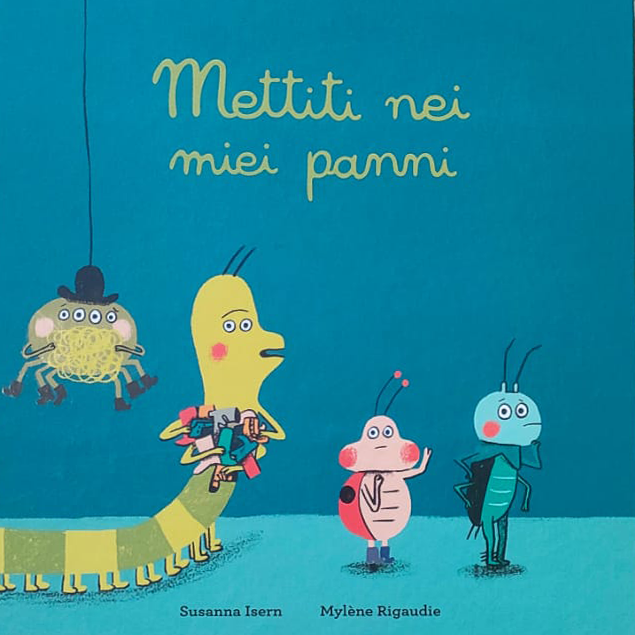 Mettiti nei
miei panni
Susanna Isern Mylène Rigaudie